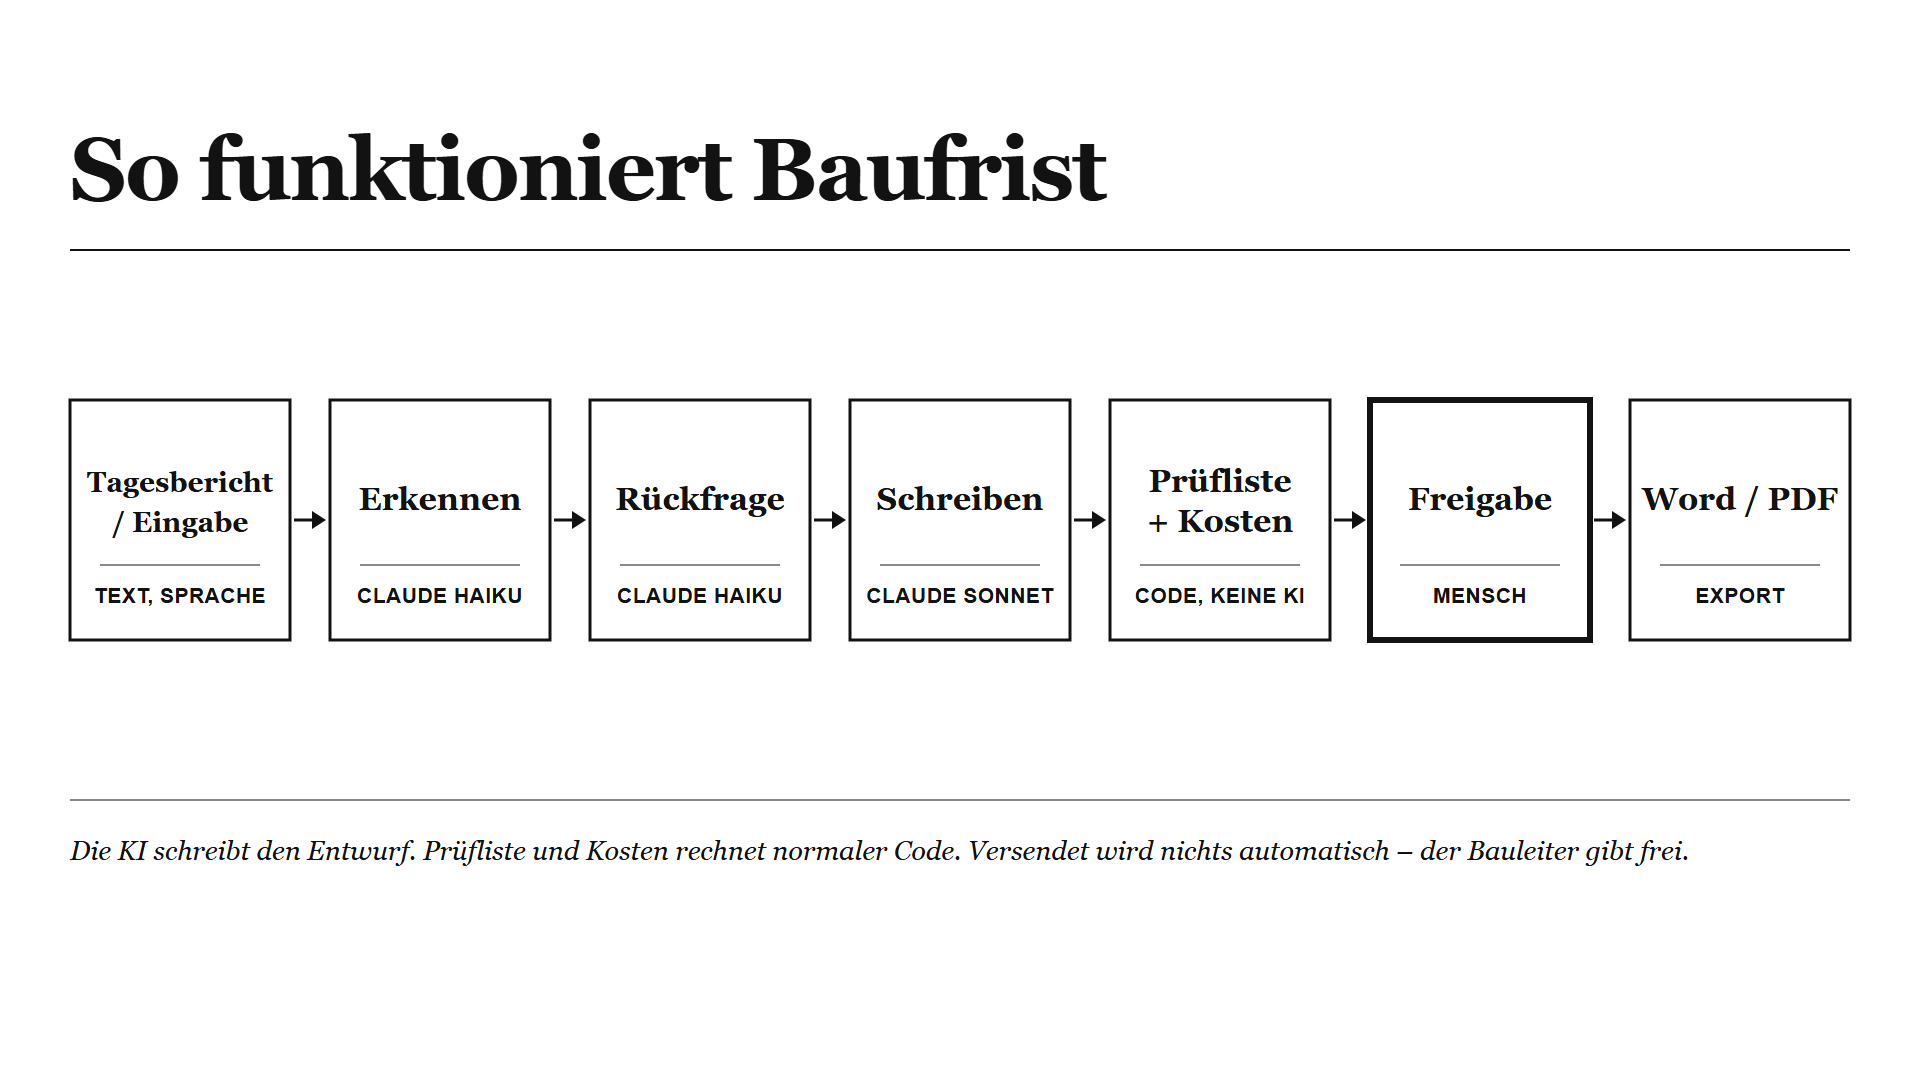 So funktioniert Baufrist
Tagesbericht
/ Eingabe
TEXT, SPRACHE
Erkennen
CLAUDE HAIKU
Rückfrage
CLAUDE HAIKU
Schreiben
CLAUDE SONNET
Prüfliste
+ Kosten
CODE, KEINE KI
Freigabe
MENSCH
Word / PDF
EXPORT
Die KI schreibt den Entwurf. Prüfliste und Kosten rechnet normaler Code. Versendet wird nichts automatisch – der Bauleiter gibt frei.